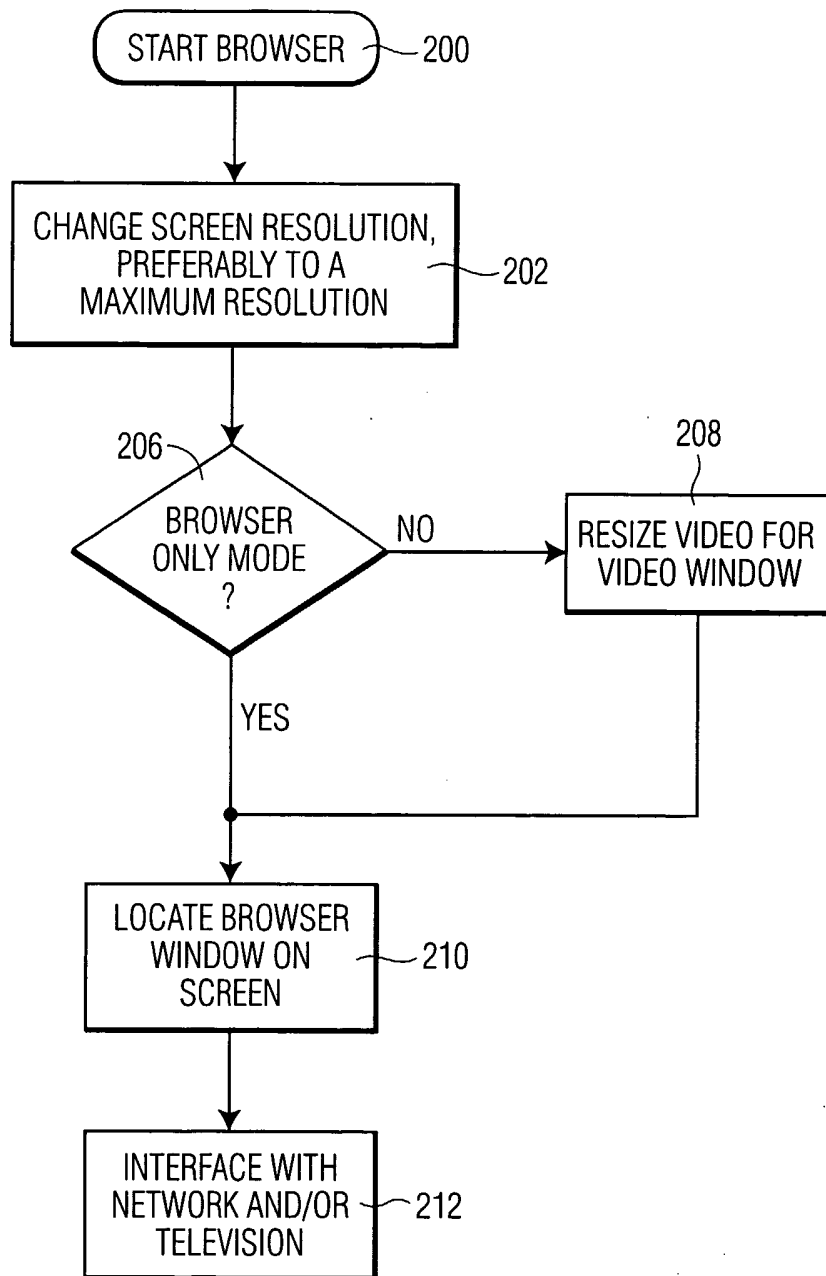 START BROWSER
200
CHANGE SCREEN RESOLUTION,
PREFERABLY TO A
MAXIMUM RESOLUTION
202
206
BROWSER
ONLY MODE
?
NO
208
RESIZE VIDEO FOR
VIDEO WINDOW
YES
LOCATE BROWSER
WINDOW ON
SCREEN
210
INTERFACE WITH
NETWORK AND/OR
TELEVISION
212